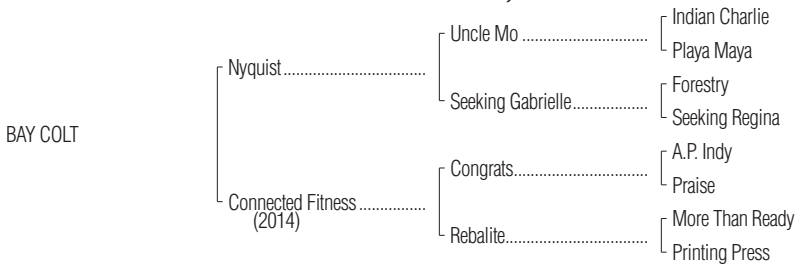 Indian Charlie
Uncle Mo ..............................
Playa Maya
Nyquist..................................
Forestry
Seeking Gabrielle..................
Seeking Regina
BAY COLT
A.P. Indy
Congrats................................
Praise
Connected Fitness ................
(2014)
More Than Ready
Rebalite..................................
Printing Press